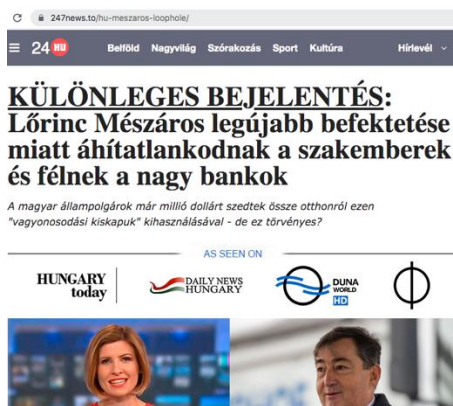 247news.to/hu-meszaros-loophole/
24 HU Belföld Nagyvilág Szórakozás Sport Kultúra Hírlevél
KÜLÖNLEGES BEJELENTÉS:
Lőrinc Mészáros legújabb befektetése
miatt áhítatlankodnak a szakemberek
és félnek a nagy bankok
A magyar állampolgárok már millió dollárt szedtek össze otthonról ezen
"vagyonosodási kiskapuk" kihasználásával - de ez törvényes?
AS SEEN ON
HUNGARY
today
DAILY NEWS
HUNGARY
DUNA
WORLD
HD